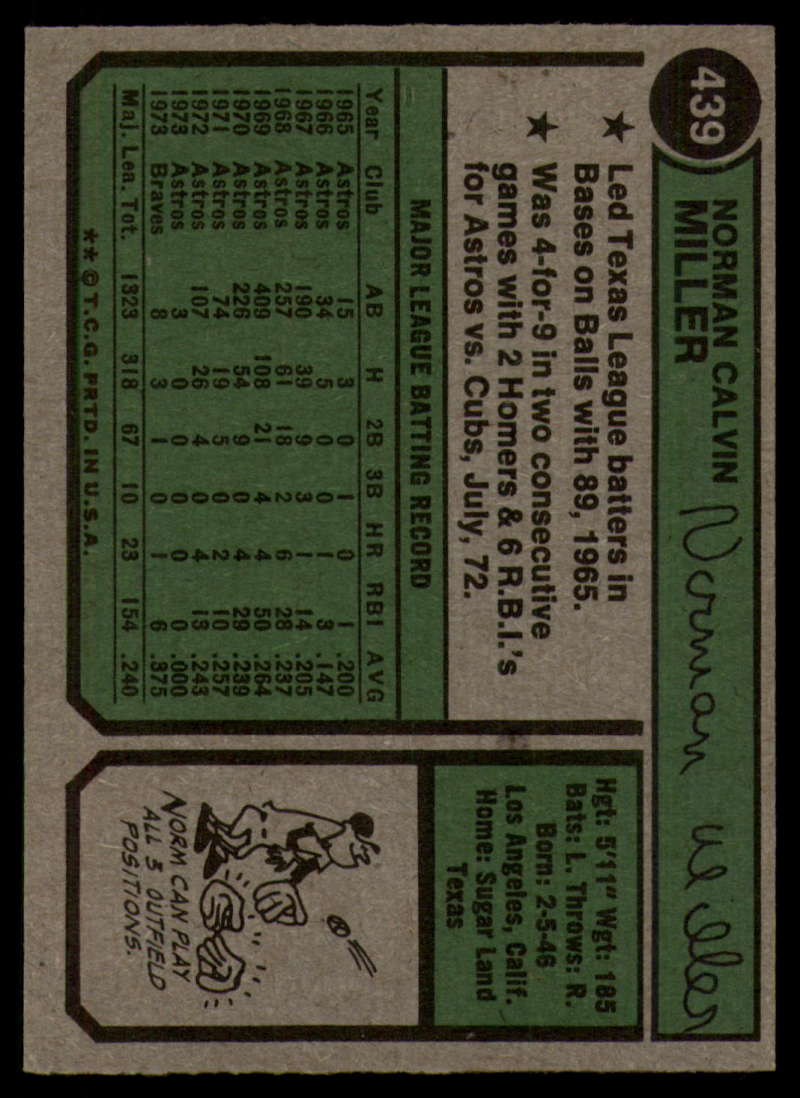 439
NORMAN CALVIN
MILLER
Norman Miller
★ Led Texas League batters in
Bases on Balls with 89, 1965.
★ Was 4-for-9 in two consecutive
games with 2 Homers & 6 R.B.I.'s
for Astros vs. Cubs, July, 72.
MAJOR LEAGUE BATTING RECORD
Year Club AB H 2B 3B HR RBI AVG
1965 Astros 15 3 0 1 0 1 .200
1966 Astros 34 5 0 0 1 3 .147
1967 Astros 190 39 9 3 1 14 .205
1968 Astros 257 61 18 2 6 28 .237
1969 Astros 409 108 21 4 4 50 .264
1970 Astros 226 54 9 0 4 29 .239
1971 Astros 74 19 5 0 2 10 .257
1972 Astros 107 26 4 0 4 13 .243
1973 Astros 3 0 0 0 0 0 .000
1973 Braves 8 3 1 0 1 6 .375
Maj. Lea. Tot. 1323 318 67 10 23 154 .240
** © T.C.G. PRTD. IN U.S.A.
Hgt: 5'11" Wgt: 185
Bats: L. Throws: R.
Born: 2-5-46
Los Angeles, Calif.
Home: Sugar Land
Texas
NORM CAN PLAY
ALL 3 OUTFIELD
POSITIONS.